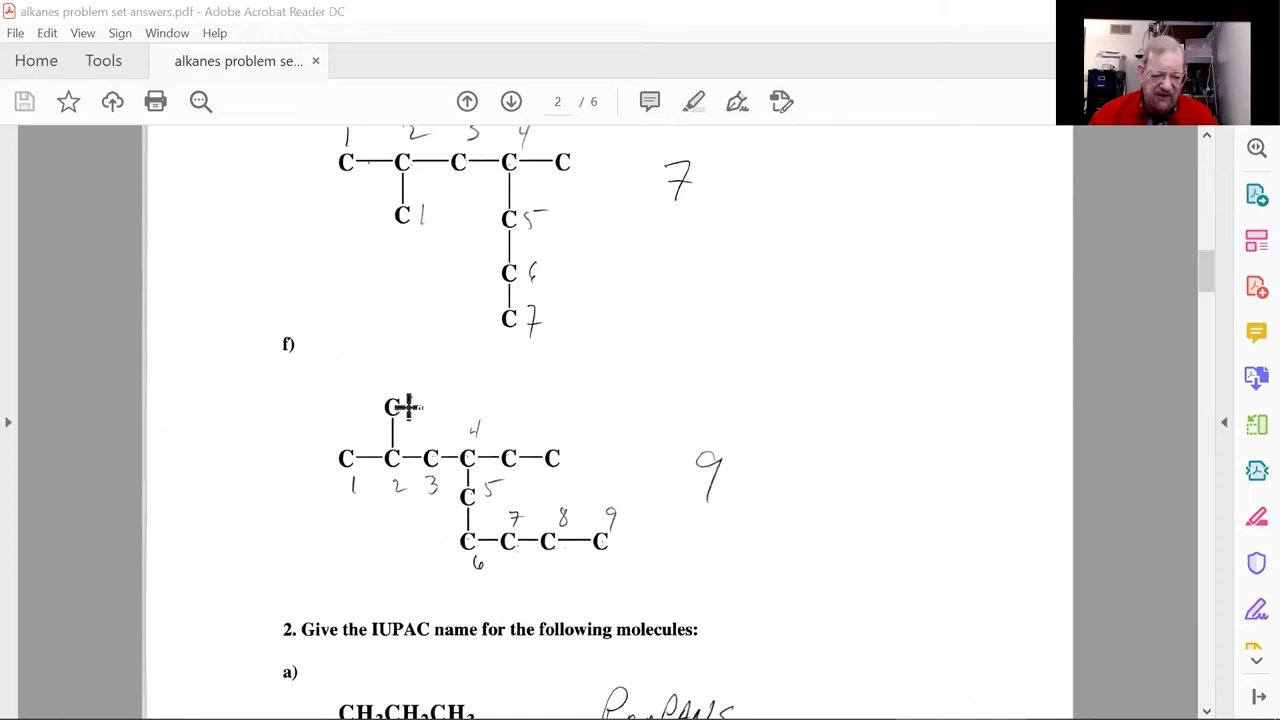 alkanes problem set answers.pdf - Adobe Acrobat Reader DC
File Edit View Sign Window Help
Home Tools alkanes problem se... ×
2 / 6
1 2 3 4
C C C C C 7
C 1 C 5
C 6
C 7
f)
C
4
C C C C C C
1 2 3 C 5 9
7 8 9
C C C C
6
2. Give the IUPAC name for the following molecules:
a)
CH3CH2CH3